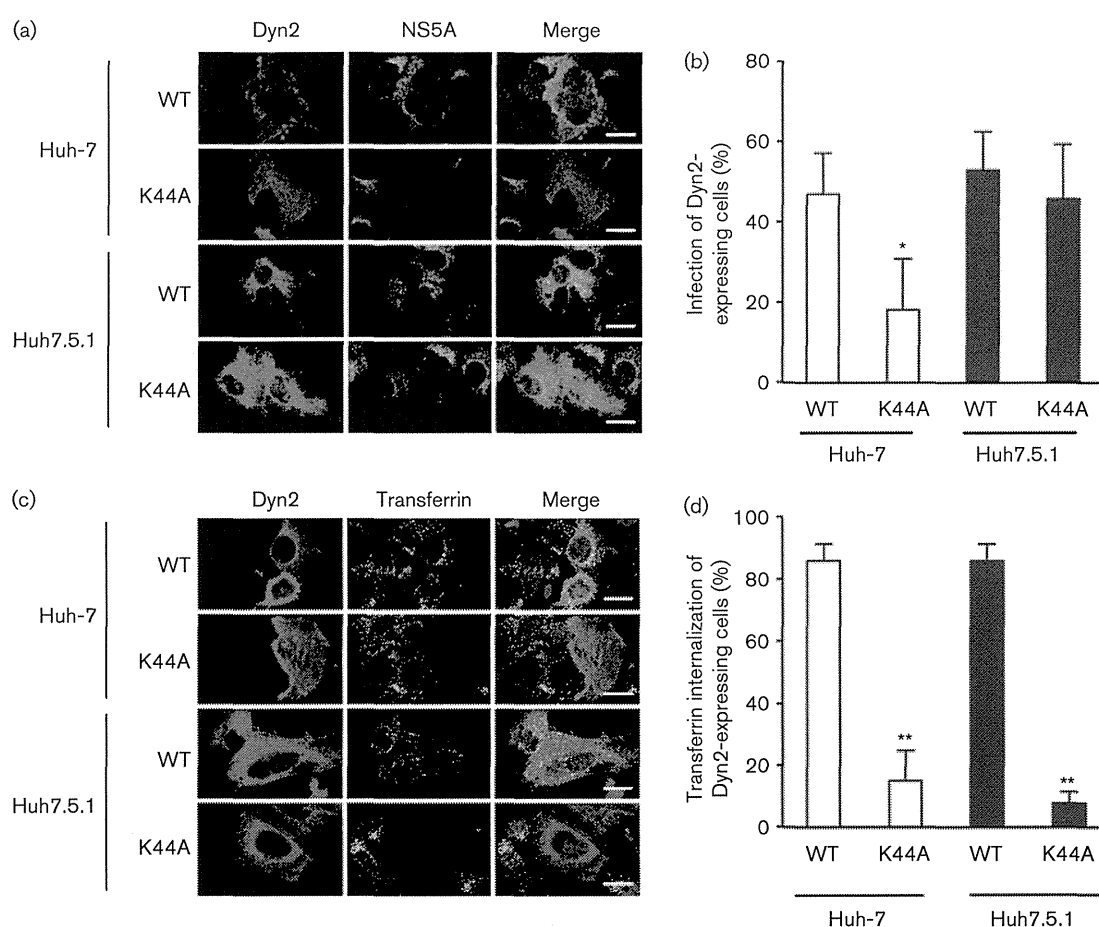 (a)
Dyn2 NS5A Merge
Huh-7
WT
K44A
Huh7.5.1
WT
K44A
(b)
Infection of Dyn2-
expressing cells (%)
80
60
40
20
0
*
WT K44A WT K44A
Huh-7 Huh7.5.1
(c)
Dyn2 Transferrin Merge
Huh-7
WT
K44A
Huh7.5.1
WT
K44A
(d)
Transferrin internalization of
Dyn2-expressing cells (%)
100
80
60
40
20
0
** **
WT K44A WT K44A
Huh-7 Huh7.5.1